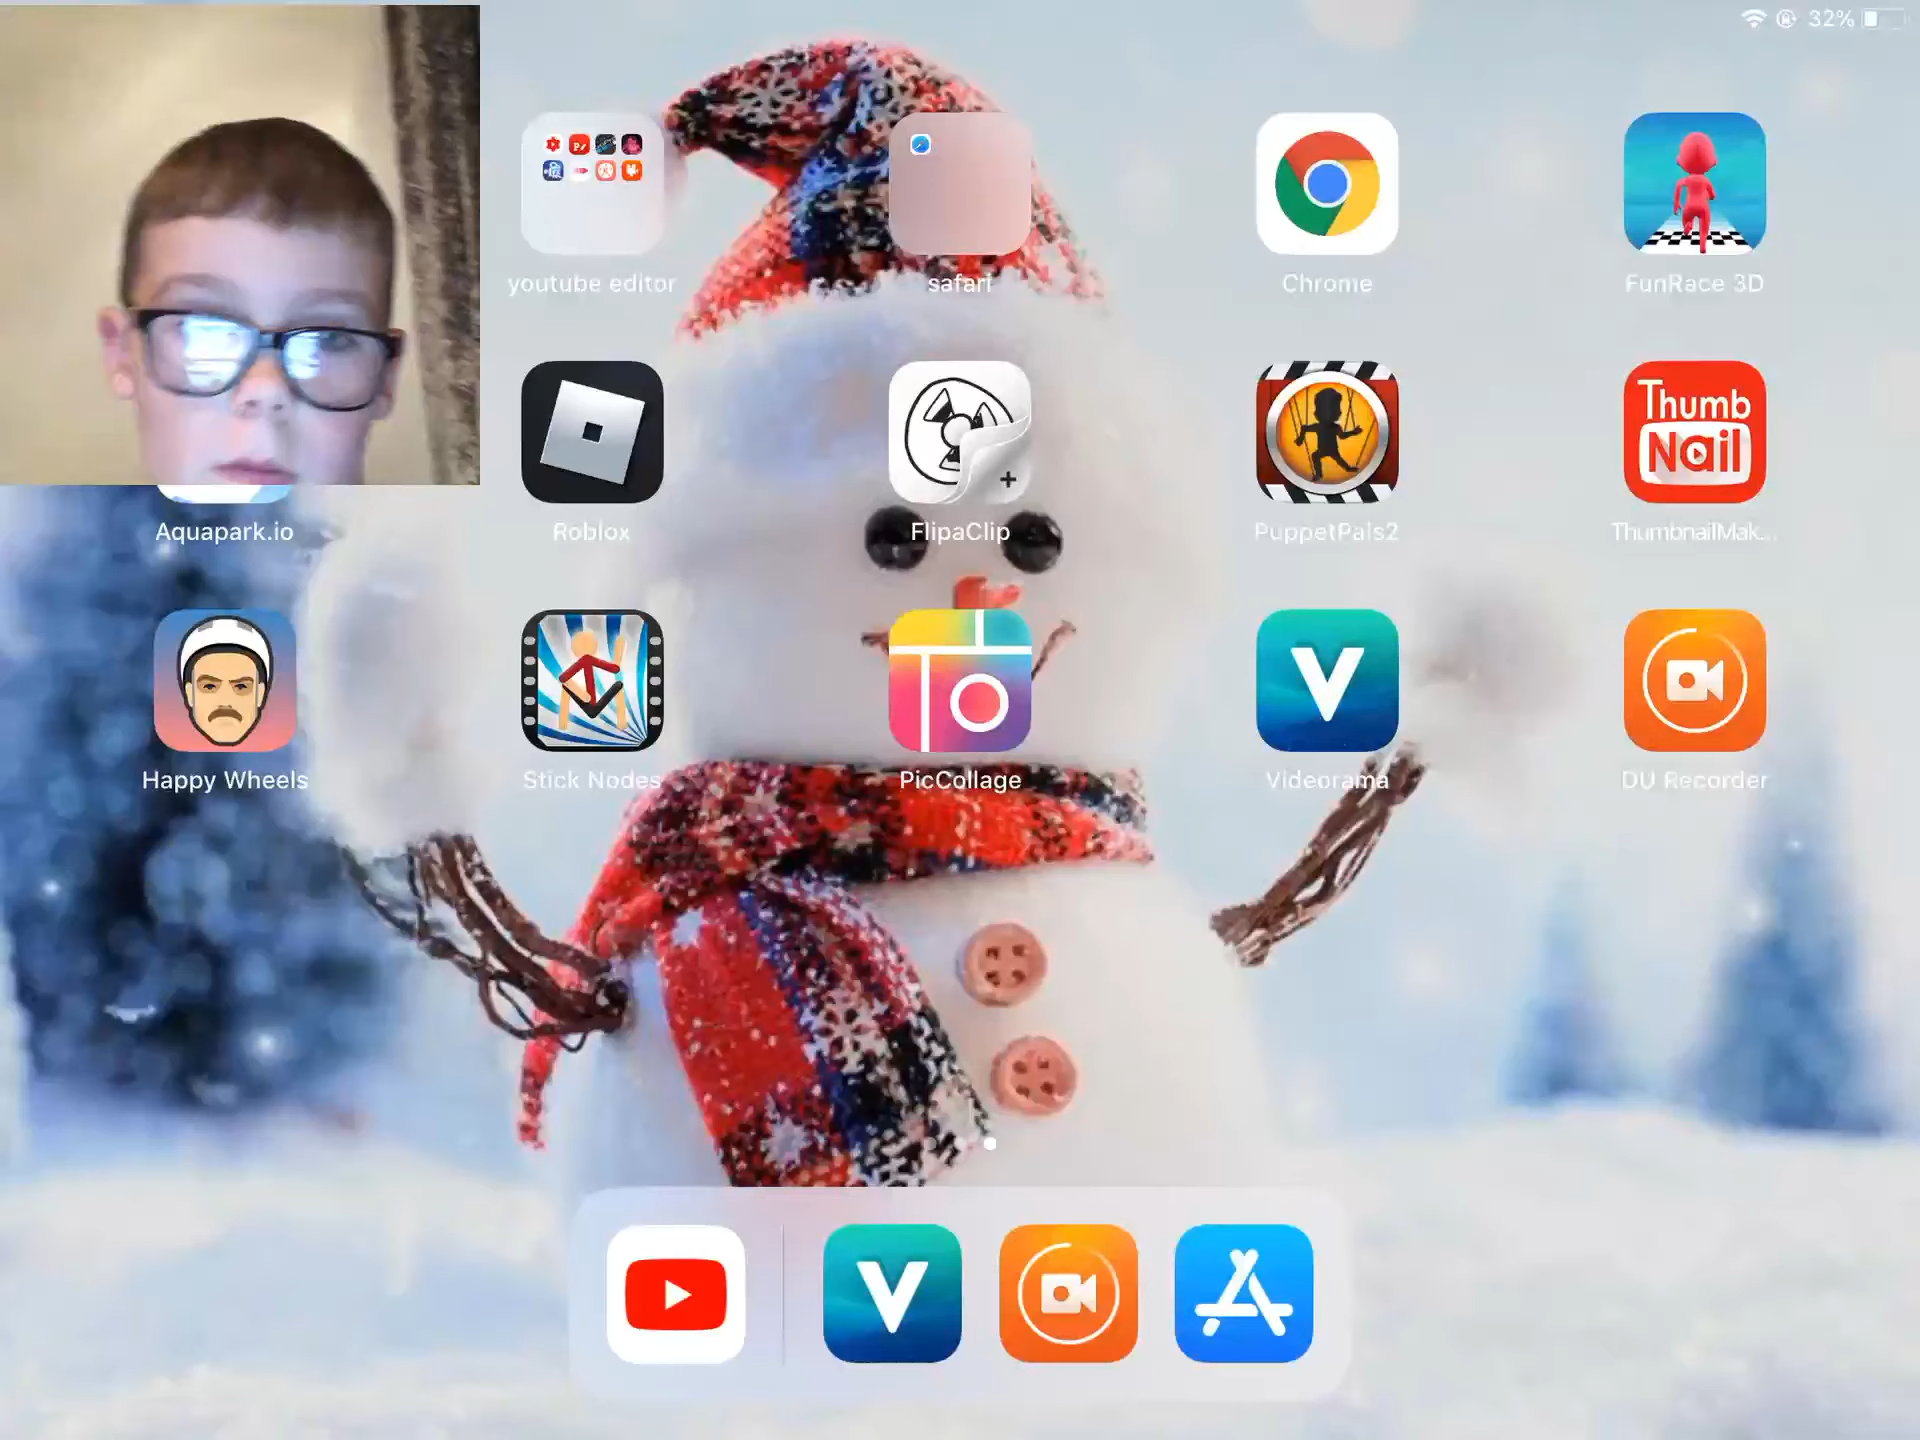 32%
youtube editor
safari
Chrome
FunRace 3D
Thumb
Nail
Aquapark.io
Roblox
FlipaClip
PuppetPals2
ThumbnailMak...
Happy Wheels
Stick Nodes
PicCollage
Videorama
DU Recorder